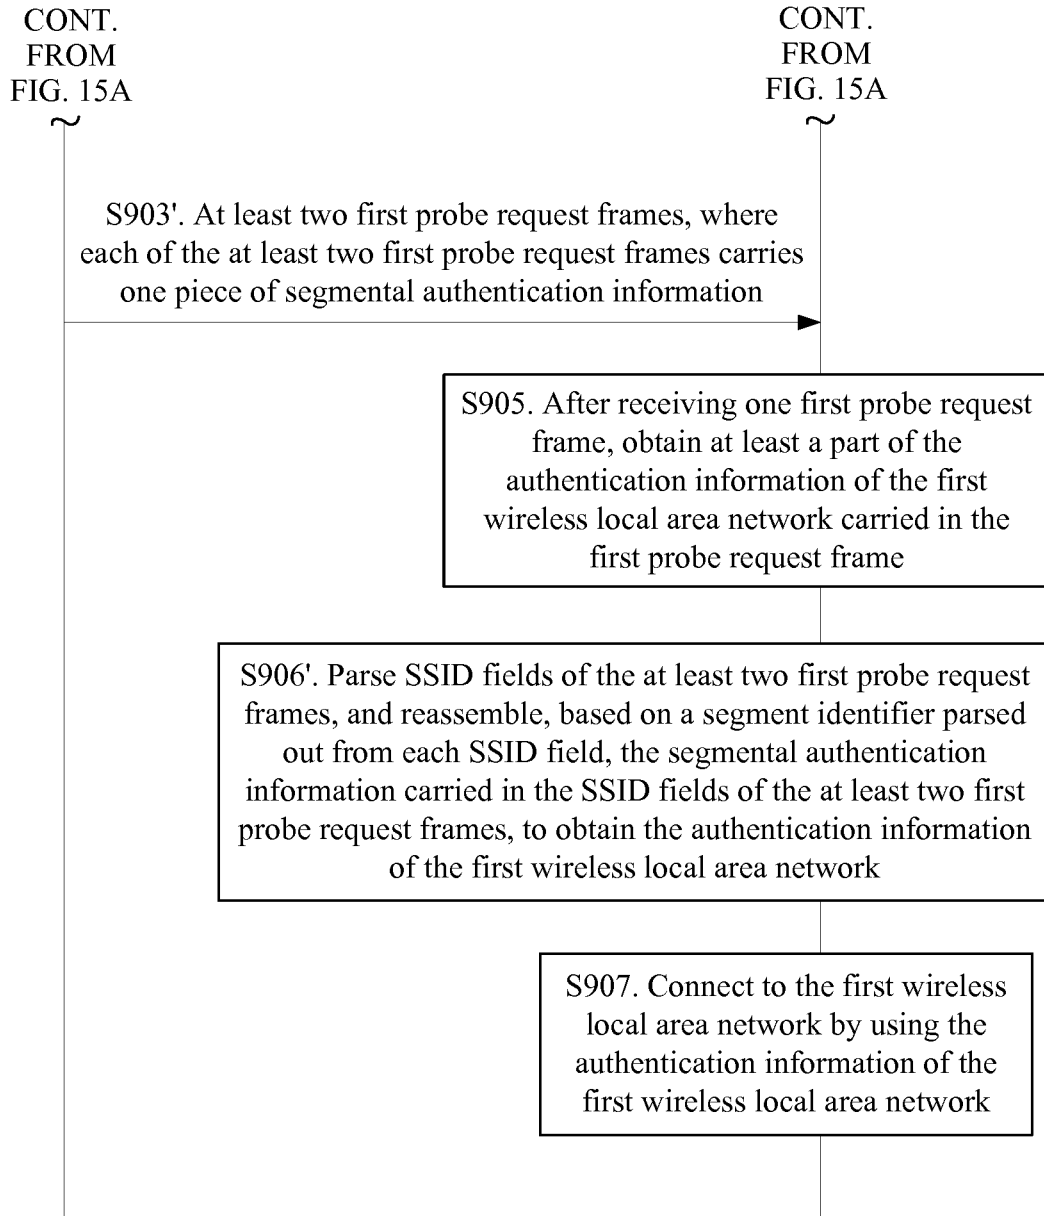 CONT.
FROM
FIG. 15A
CONT.
FROM
FIG. 15A
S903'. At least two first probe request frames, where
each of the at least two first probe request frames carries
one piece of segmental authentication information
S905. After receiving one first probe request
frame, obtain at least a part of the
authentication information of the first
wireless local area network carried in the
first probe request frame
S906'. Parse SSID fields of the at least two first probe request
frames, and reassemble, based on a segment identifier parsed
out from each SSID field, the segmental authentication
information carried in the SSID fields of the at least two first
probe request frames, to obtain the authentication information
of the first wireless local area network
S907. Connect to the first wireless
local area network by using the
authentication information of the
first wireless local area network